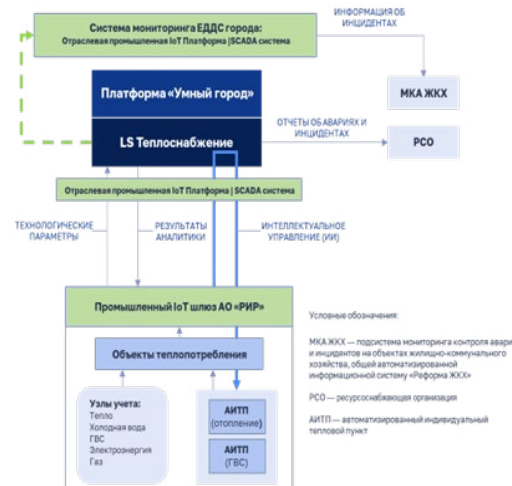 Система мониторинга ЕДДС города:
Отраслевая промышленная IoT Платформа | SCADA система
ИНФОРМАЦИЯ ОБ
ИНЦИДЕНТАХ
Платформа «Умный город»
LS Теплоснабжение
ОТЧЕТЫ ОБ АВАРИЯХ И
ИНЦИДЕНТАХ
МКА ЖКХ
РСО
Отраслевая промышленная IoT Платформа | SCADA система
ТЕХНОЛОГИЧЕСКИЕ
ПАРАМЕТРЫ
РЕЗУЛЬТАТЫ
АНАЛИТИКИ
ИНТЕЛЛЕКТУАЛЬНОЕ
УПРАВЛЕНИЕ (ИИ)
Промышленный IoT шлюз АО «РИР»
Объекты теплопотребления
Узлы учета:
Тепло
Холодная вода
ГВС
Электроэнергия
Газ
АИТП
(отопление)
АИТП
(ГВС)
Условные обозначения:
МКА ЖКХ — подсистема мониторинга контроля авари
и инцидентов на объектах жилищно-коммунального
хозяйства, общей автоматизированной
информационной систему «Реформа ЖКХ»
РСО — ресурсоснабжающая организация
АИТП — автоматизированный индивидуальный
тепловой пункт